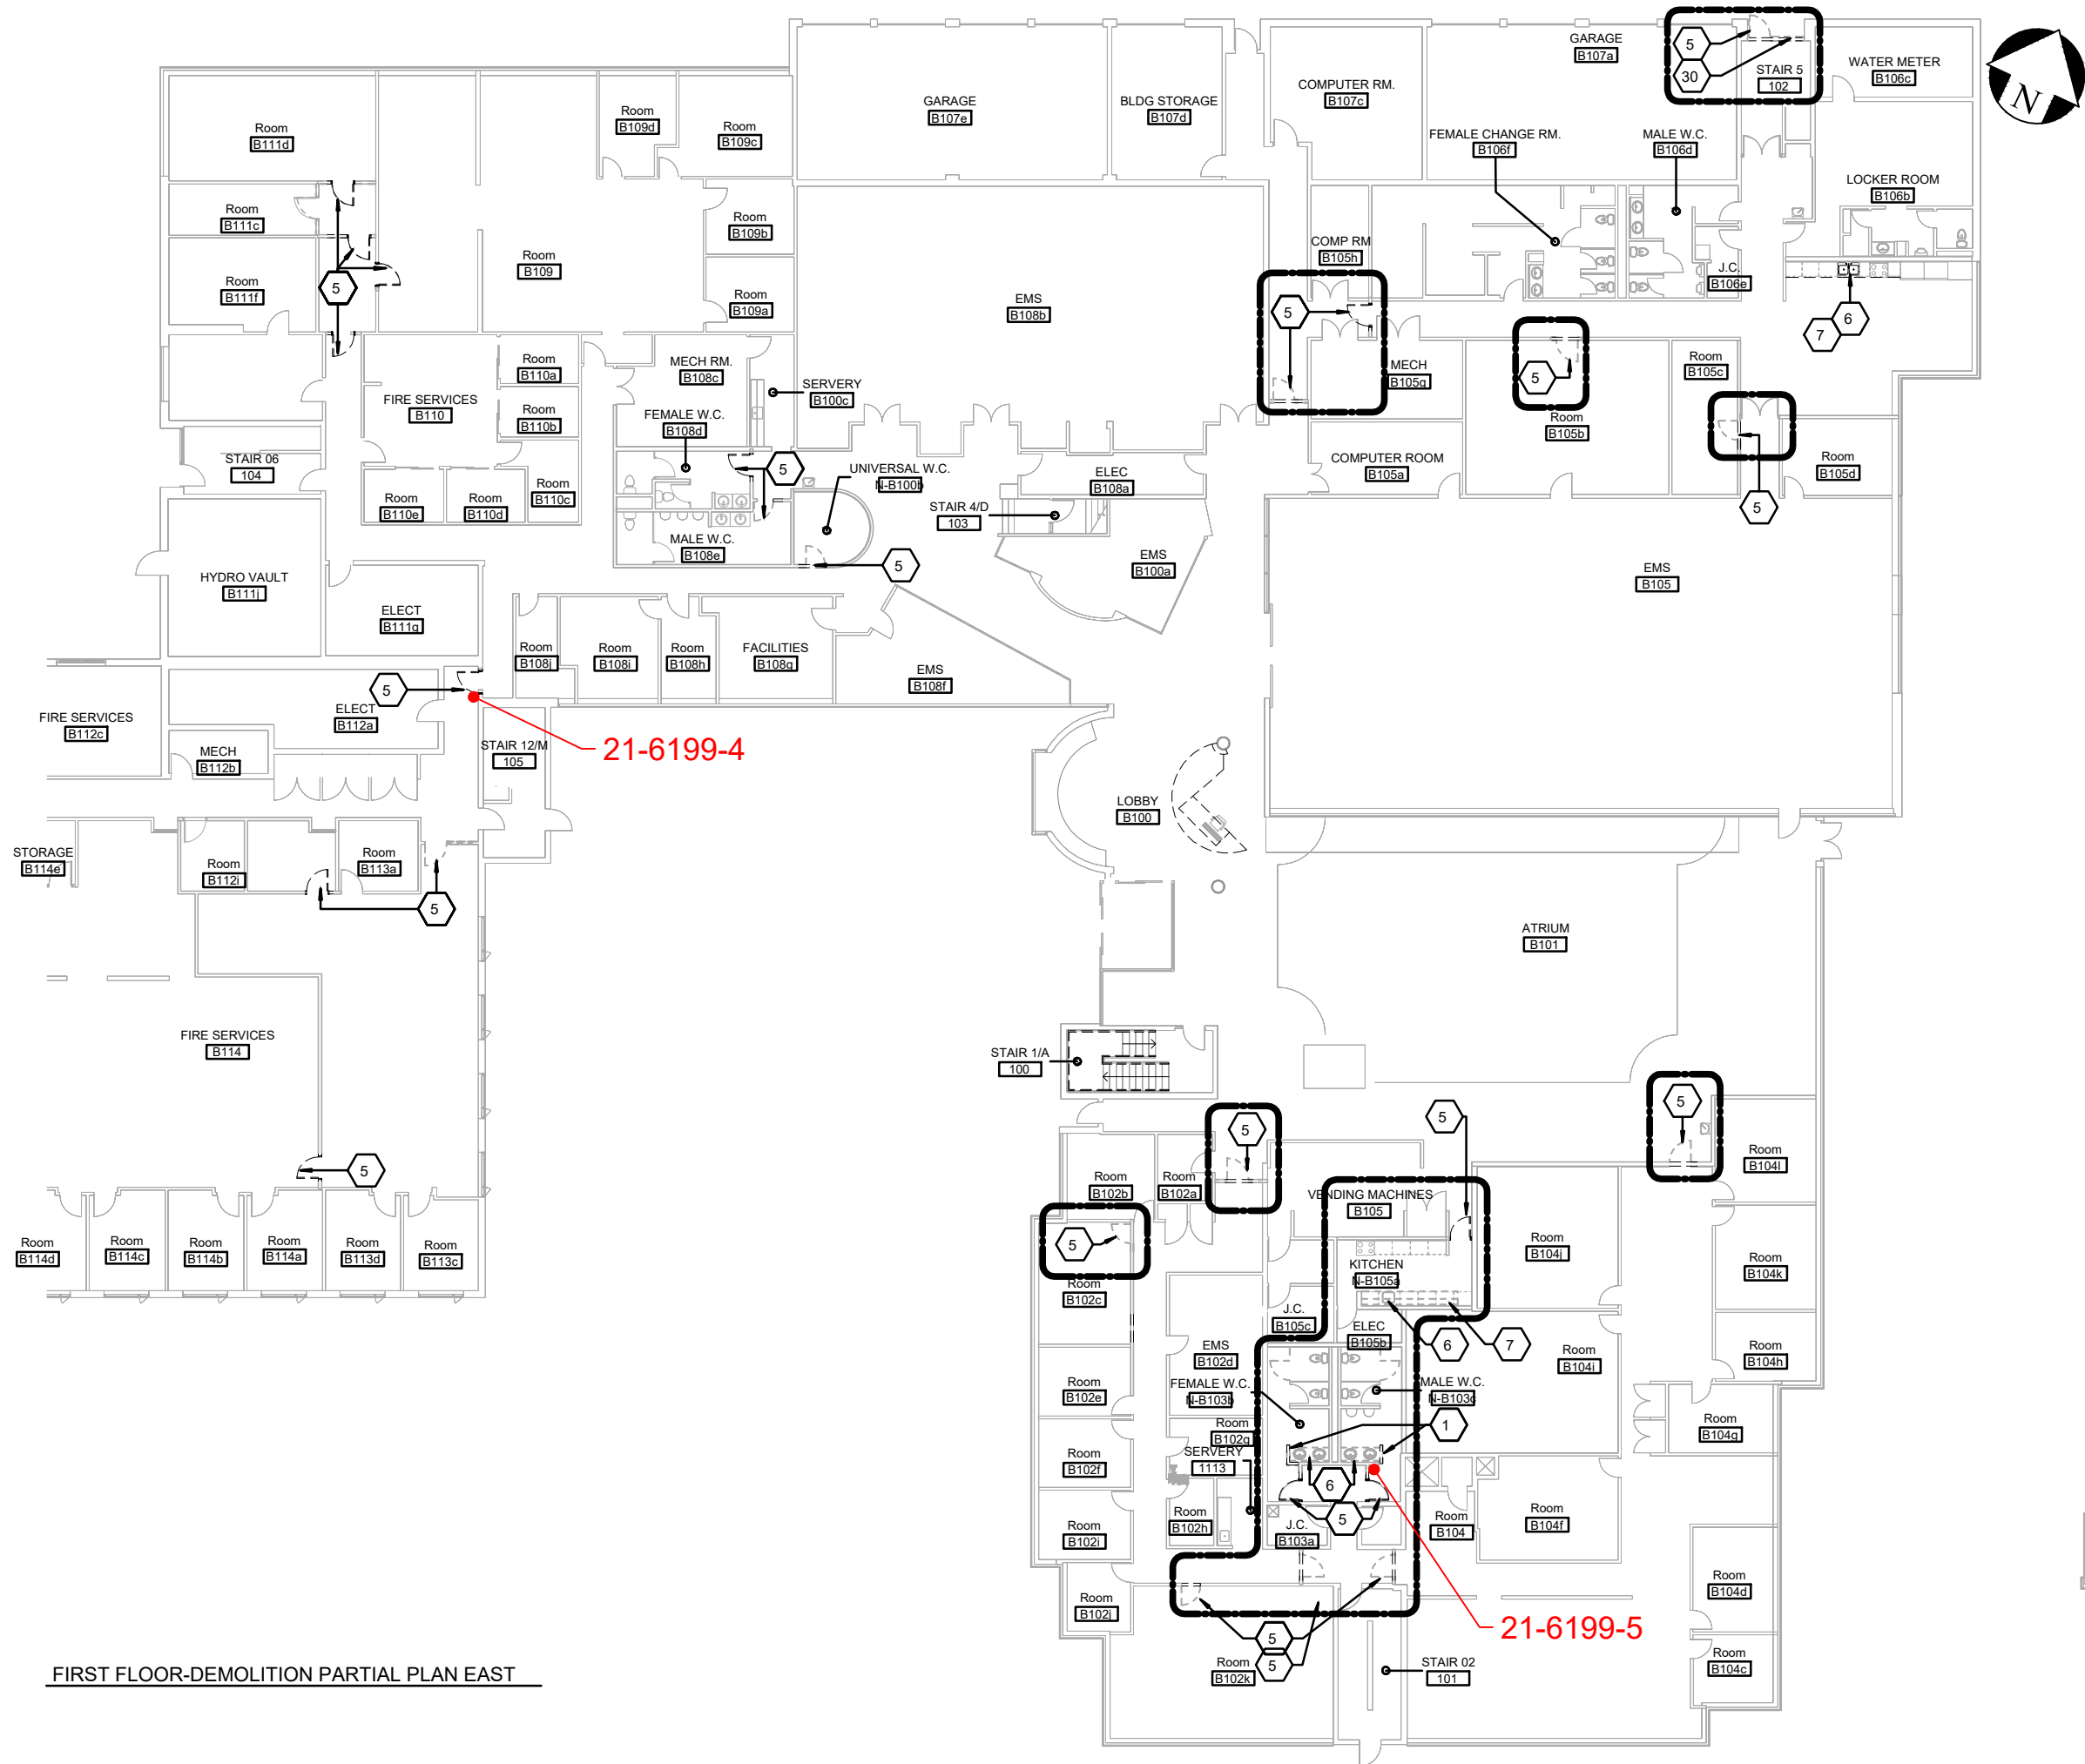 GARAGE
B107a
5
30
STAIR 5
102
WATER METER
B106c
N
COMPUTER RM.
B107c
GARAGE
B107e
BLDG STORAGE
B107d
Room
B109d
Room
B109c
Room
B111d
FEMALE CHANGE RM.
B106f
MALE W.C.
B106d
LOCKER ROOM
B106b
Room
B111c
Room
B109b
COMP RM
B105h
Room
B109
J.C.
B106e
Room
B111f
5
Room
B109a
EMS
B108b
5
6
7
MECH RM.
B108c
Room
B110a
SERVERY
B100c
MECH
B105g
5
Room
B105c
FIRE SERVICES
B110
Room
B110b
FEMALE W.C.
B108d
Room
B105b
STAIR 06
104
5
UNIVERSAL W.C.
N-B100b
ELEC
B108a
COMPUTER ROOM
B105a
Room
B105d
Room
B110e
Room
B110d
Room
B110c
STAIR 4/D
103
5
MALE W.C.
B108e
5
EMS
B100a
HYDRO VAULT
B111j
EMS
B105
ELECT
B111g
Room
B108j
Room
B108i
Room
B108h
FACILITIES
B108g
EMS
B108f
5
ELECT
B112a
FIRE SERVICES
B112c
MECH
B112b
STAIR 12/M
105
21-6199-4
LOBBY
B100
STORAGE
B114e
Room
B112i
Room
B113a
5
ATRIUM
B101
FIRE SERVICES
B114
STAIR 1/A
100
5
5
5
5
Room
B104l
Room
B102b
Room
B102a
VENDING MACHINES
B105
5
Room
B114d
Room
B114c
Room
B114b
Room
B114a
Room
B113d
Room
B113c
Room
B104j
KITCHEN
N-B105a
Room
B104k
Room
B102c
J.C.
B105c
ELEC
B105b
6
7
Room
B104i
Room
B104h
EMS
B102d
Room
B102e
FEMALE W.C.
N-B103b
MALE W.C.
N-B103c
Room
B102g
1
Room
B104g
SERVERY
1113
Room
B102f
6
Room
B102h
5
Room
B104
Room
B104f
Room
B102i
J.C.
B103a
Room
B104d
Room
B102j
21-6199-5
5
5
Room
B102k
STAIR 02
101
Room
B104c
FIRST FLOOR-DEMOLITION PARTIAL PLAN EAST